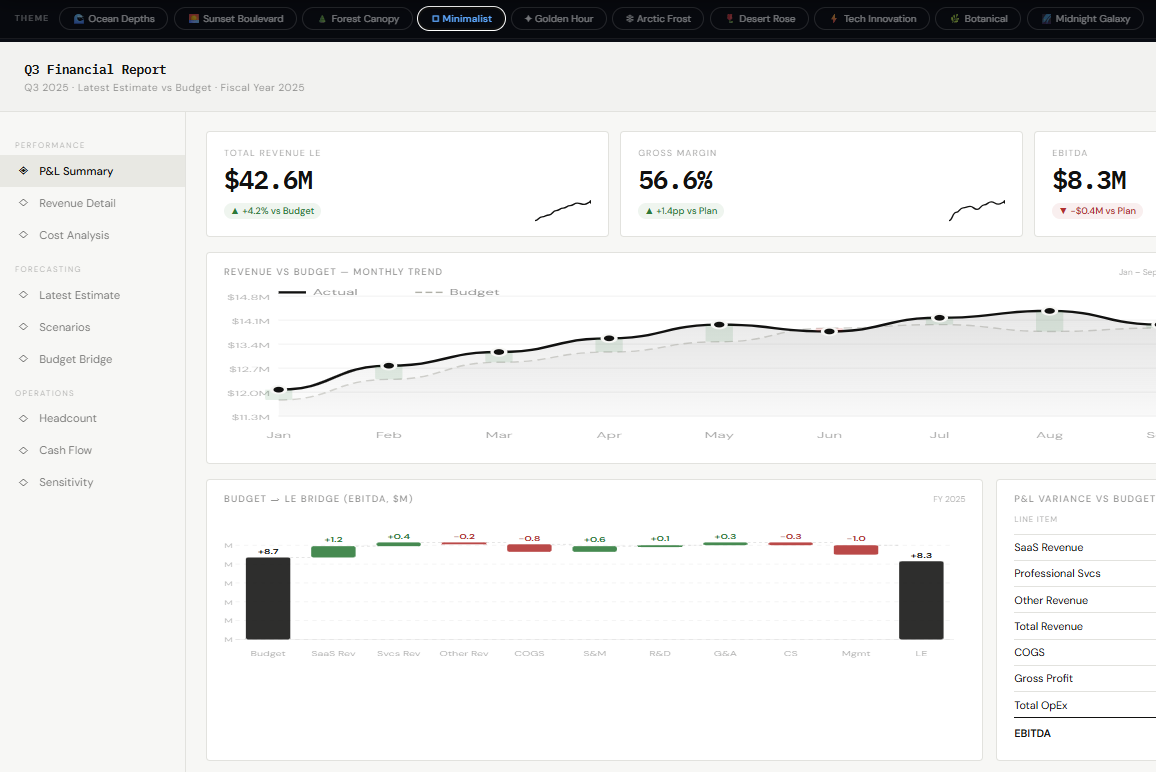 THEME Ocean Depths Sunset Boulevard Forest Canopy Minimalist Golden Hour Arctic Frost Desert Rose Tech Innovation Botanical Midnight Galaxy
Q3 Financial Report
Q3 2025 · Latest Estimate vs Budget · Fiscal Year 2025
PERFORMANCE
P&L Summary
Revenue Detail
Cost Analysis
FORECASTING
Latest Estimate
Scenarios
Budget Bridge
OPERATIONS
Headcount
Cash Flow
Sensitivity
TOTAL REVENUE LE
$42.6M
▲ +4.2% vs Budget
GROSS MARGIN
56.6%
▲ +1.4pp vs Plan
EBITDA
$8.3M
▼ −$0.4M vs Plan
REVENUE VS BUDGET — MONTHLY TREND
Jan – Sep
Actual Budget
$14.8M
$14.1M
$13.4M
$12.7M
$12.0M
$11.3M
Jan Feb Mar Apr May Jun Jul Aug S
BUDGET → LE BRIDGE (EBITDA, $M)
FY 2025
+8.7 +1.2 +0.4 −0.2 −0.8 +0.6 +0.1 +0.3 −0.3 −1.0 +8.3
M
M
M
M
M
M
Budget SaaS Rev Svcs Rev Other Rev COGS S&M R&D G&A CS Mgmt LE
P&L VARIANCE VS BUDGET
LINE ITEM
SaaS Revenue
Professional Svcs
Other Revenue
Total Revenue
COGS
Gross Profit
Total OpEx
EBITDA